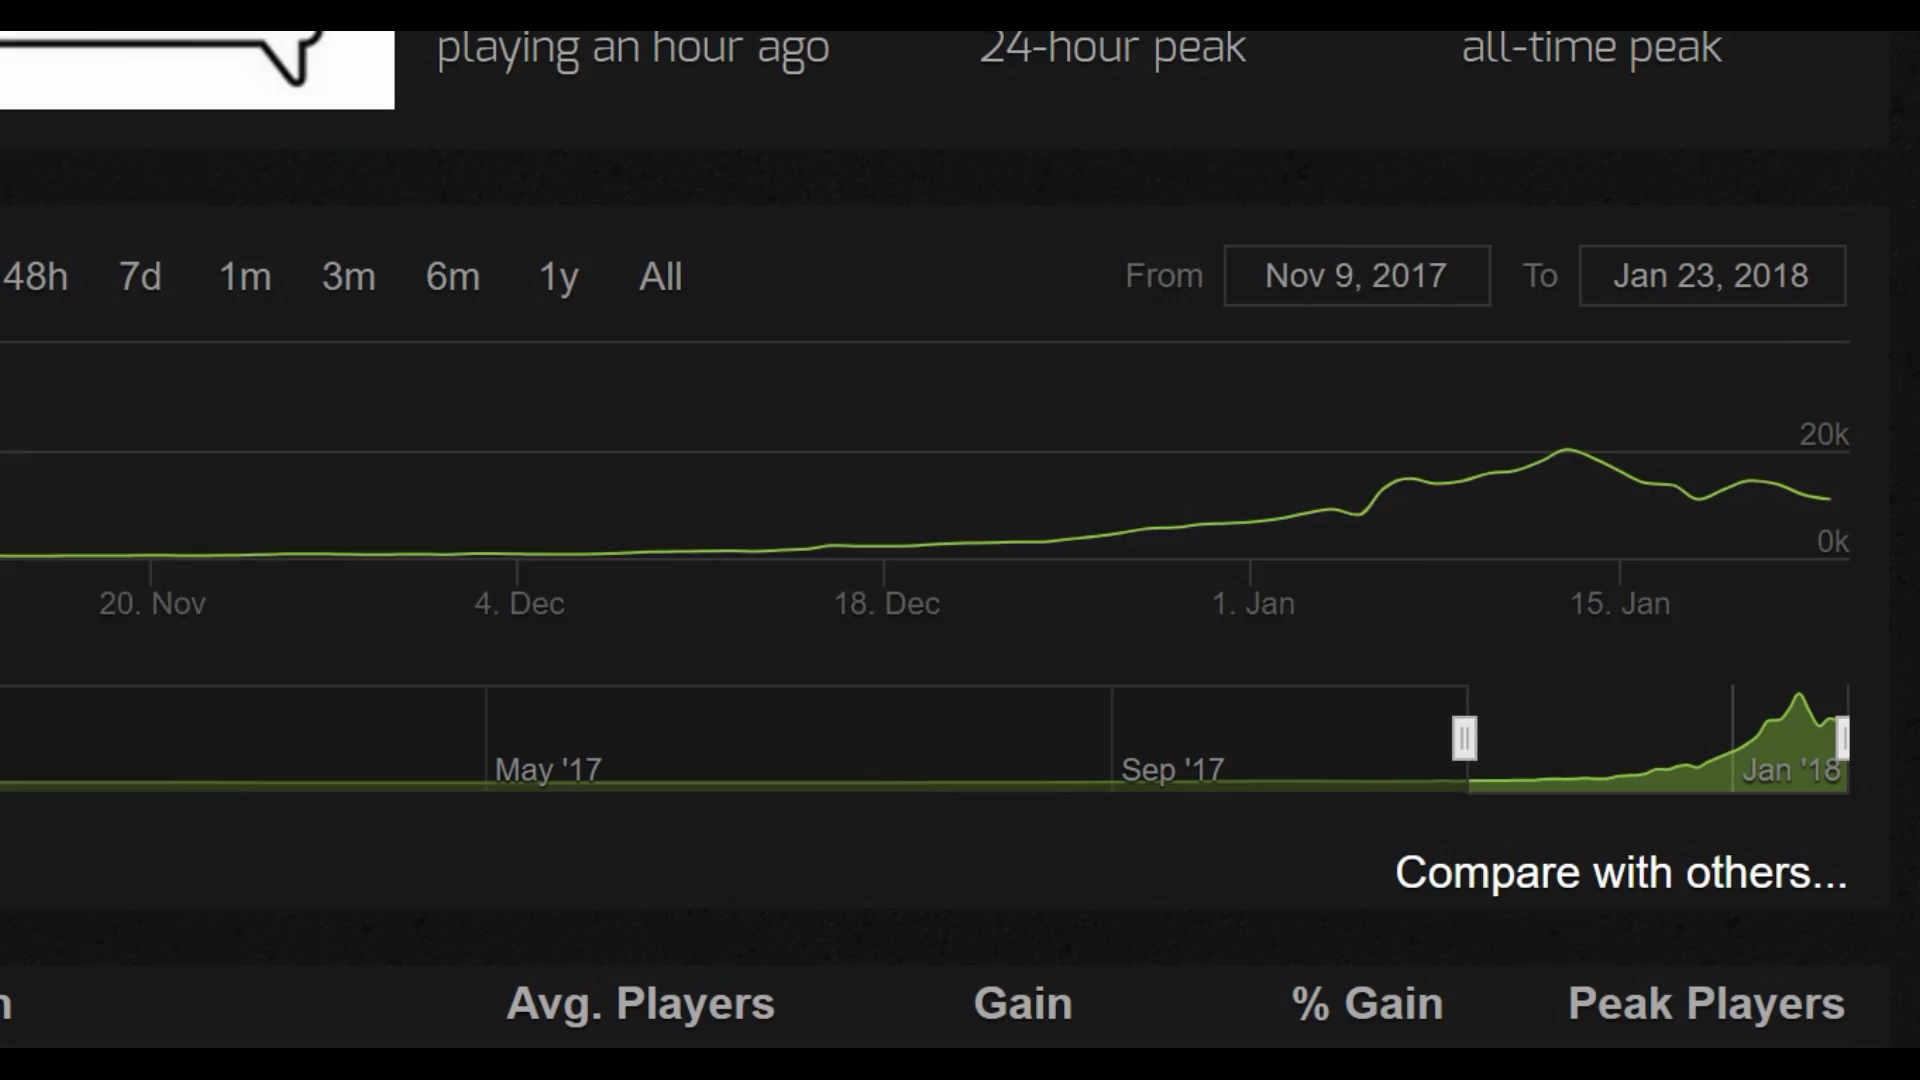 playing an hour ago 24-hour peak all-time peak
48h 7d 1m 3m 6m 1y All From Nov 9, 2017 To Jan 23, 2018
20k
0k
20. Nov 4. Dec 18. Dec 1. Jan 15. Jan
May '17 Sep '17 Jan '18
Compare with others...
Avg. Players Gain % Gain Peak Players